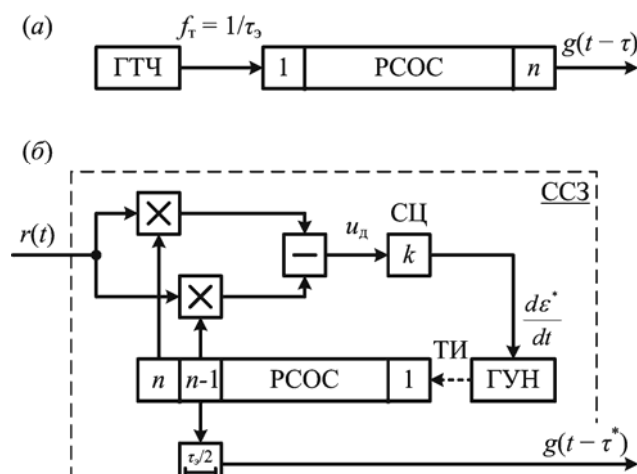 (а)
f_т = 1/τ_э
g(t − τ)
ГТЧ
1
РСОС
n
(б)
ССЗ
×
СЦ
r(t)
−
u_д
k
×
dε*/dt
ТИ
n
n-1
РСОС
1
ГУН
τ_э/2
g(t − τ*)